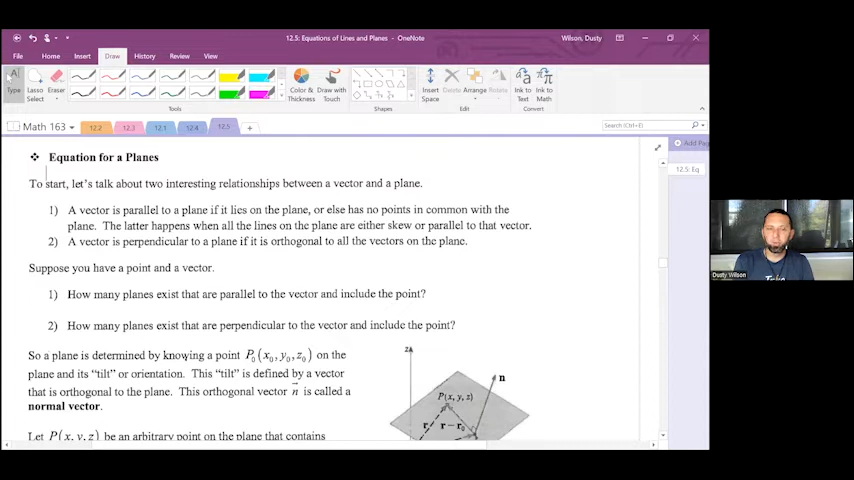 12.5: Equations of Lines and Planes - OneNote
Wilson, Dusty
File Home Insert Draw History Review View
Type
Lasso Select
Eraser
Tools
Color & Thickness
Draw with Touch
Shapes
Insert Space
Delete
Arrange
Rotate
Edit
Ink to Text
Ink to Math
Convert
Math 163
12.2
12.3
12.1
12.4
12.5
Search (Ctrl+E)
Add Pag
12.5: Eq
❖ Equation for a Planes
To start, let's talk about two interesting relationships between a vector and a plane.
1) A vector is parallel to a plane if it lies on the plane, or else has no points in common with the
plane. The latter happens when all the lines on the plane are either skew or parallel to that vector.
2) A vector is perpendicular to a plane if it is orthogonal to all the vectors on the plane.
Suppose you have a point and a vector.
1) How many planes exist that are parallel to the vector and include the point?
2) How many planes exist that are perpendicular to the vector and include the point?
So a plane is determined by knowing a point P₀(x₀, y₀, z₀) on the
plane and its "tilt" or orientation. This "tilt" is defined by a vector
that is orthogonal to the plane. This orthogonal vector n⃗ is called a
normal vector.
Let P(x, y, z) be an arbitrary point on the plane that contains
z
n
P(x, y, z)
r
r − r₀
Dusty Wilson